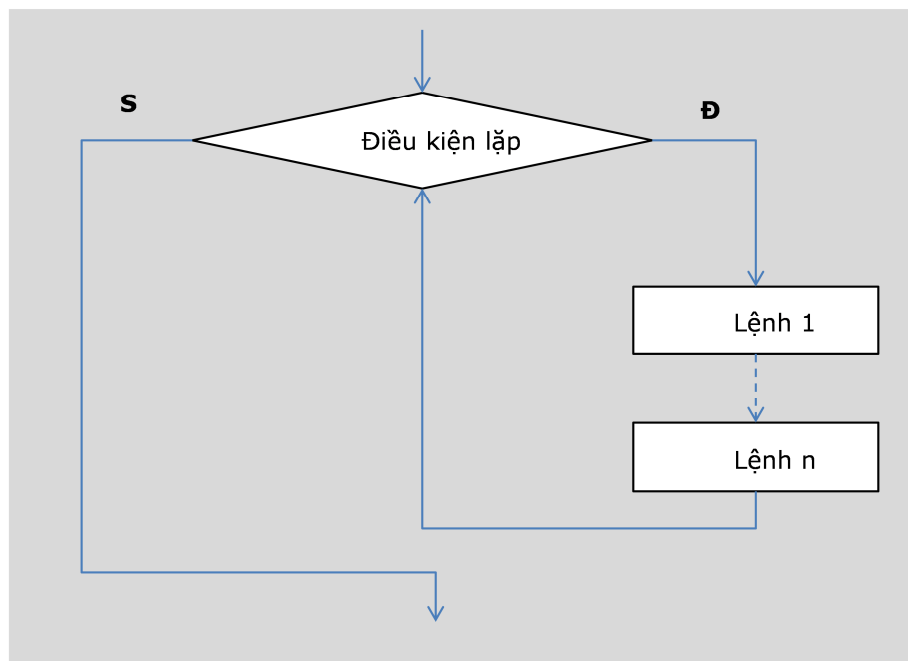 S
Đ
Điều kiện lặp
Lệnh 1
Lệnh n